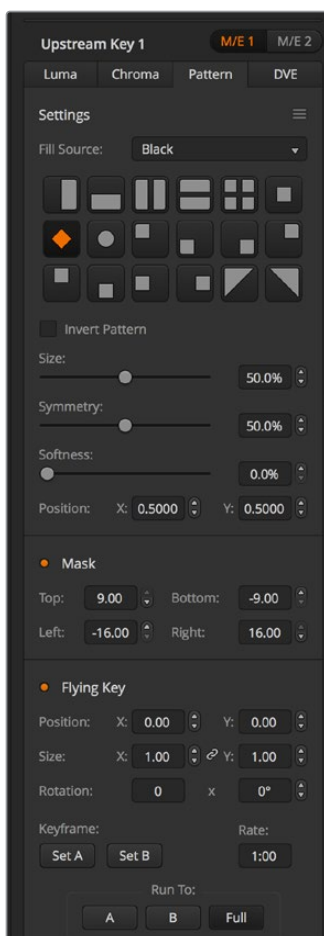 Upstream Key 1 M/E 1 M/E 2
Luma Chroma Pattern DVE
Settings
Fill Source: Black
Invert Pattern
Size:
50.0%
Symmetry:
50.0%
Softness:
0.0%
Position: X: 0.5000 Y: 0.5000
Mask
Top: 9.00 Bottom: -9.00
Left: -16.00 Right: 16.00
Flying Key
Position: X: 0.00 Y: 0.00
Size: X: 1.00 Y: 1.00
Rotation: 0 x 0°
Keyframe: Rate:
Set A Set B 1:00
Run To:
A B Full